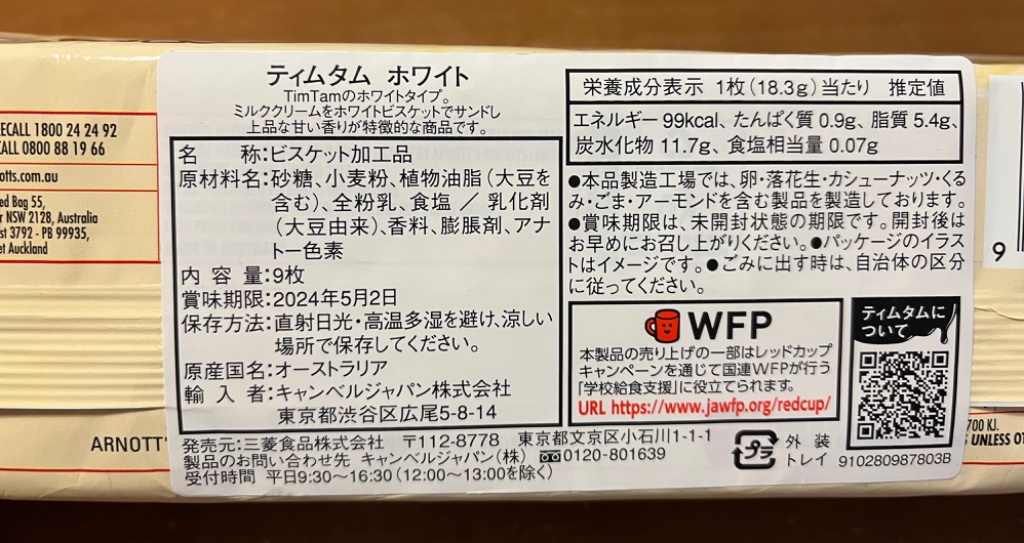 ECALL 1800 24 24 92
CALL 0800 88 19 66
otts.com.au
ed Bag 55,
r NSW 2128, Australia
st 3792 - PB 99935,
et Auckland
ARNOTT'
ティムタム ホワイト
TimTamのホワイトタイプ。
ミルククリームをホワイトビスケットでサンドし
上品な甘い香りが特徴的な商品です。
名 称:ビスケット加工品
原材料名:砂糖、小麦粉、植物油脂(大豆を
含む)、全粉乳、食塩 / 乳化剤
(大豆由来)、香料、膨脹剤、アナ
トー色素
内 容 量:9枚
賞味期限:2024年5月2日
保存方法:直射日光・高温多湿を避け、涼しい
場所で保存してください。
原産国名:オーストラリア
輸 入 者:キャンベルジャパン株式会社
東京都渋谷区広尾5-8-14
栄養成分表示 1枚(18.3g)当たり 推定値
エネルギー 99kcal、たんぱく質 0.9g、脂質 5.4g、
炭水化物 11.7g、食塩相当量 0.07g
●本品製造工場では、卵・落花生・カシューナッツ・くる
み・ごま・アーモンドを含む製品を製造しております。
●賞味期限は、未開封状態の期限です。開封後は
お早めにお召し上がりください。●パッケージのイラス
トはイメージです。●ごみに出す時は、自治体の区分
に従ってください。
WFP
本製品の売り上げの一部はレッドカップ
キャンペーンを通じて国連WFPが行う
「学校給食支援」に役立てられます。
URL https://www.jawfp.org/redcup/
ティムタムに
ついて
発売元:三菱食品株式会社 〒112-8778 東京都文京区小石川1-1-1
製品のお問い合わせ先 キャンベルジャパン(株) 0120-801639
受付時間 平日9:30~16:30(12:00~13:00を除く)
プラ
外 装
トレイ
910280987803B
9
700 KJ.
UNLESS OT